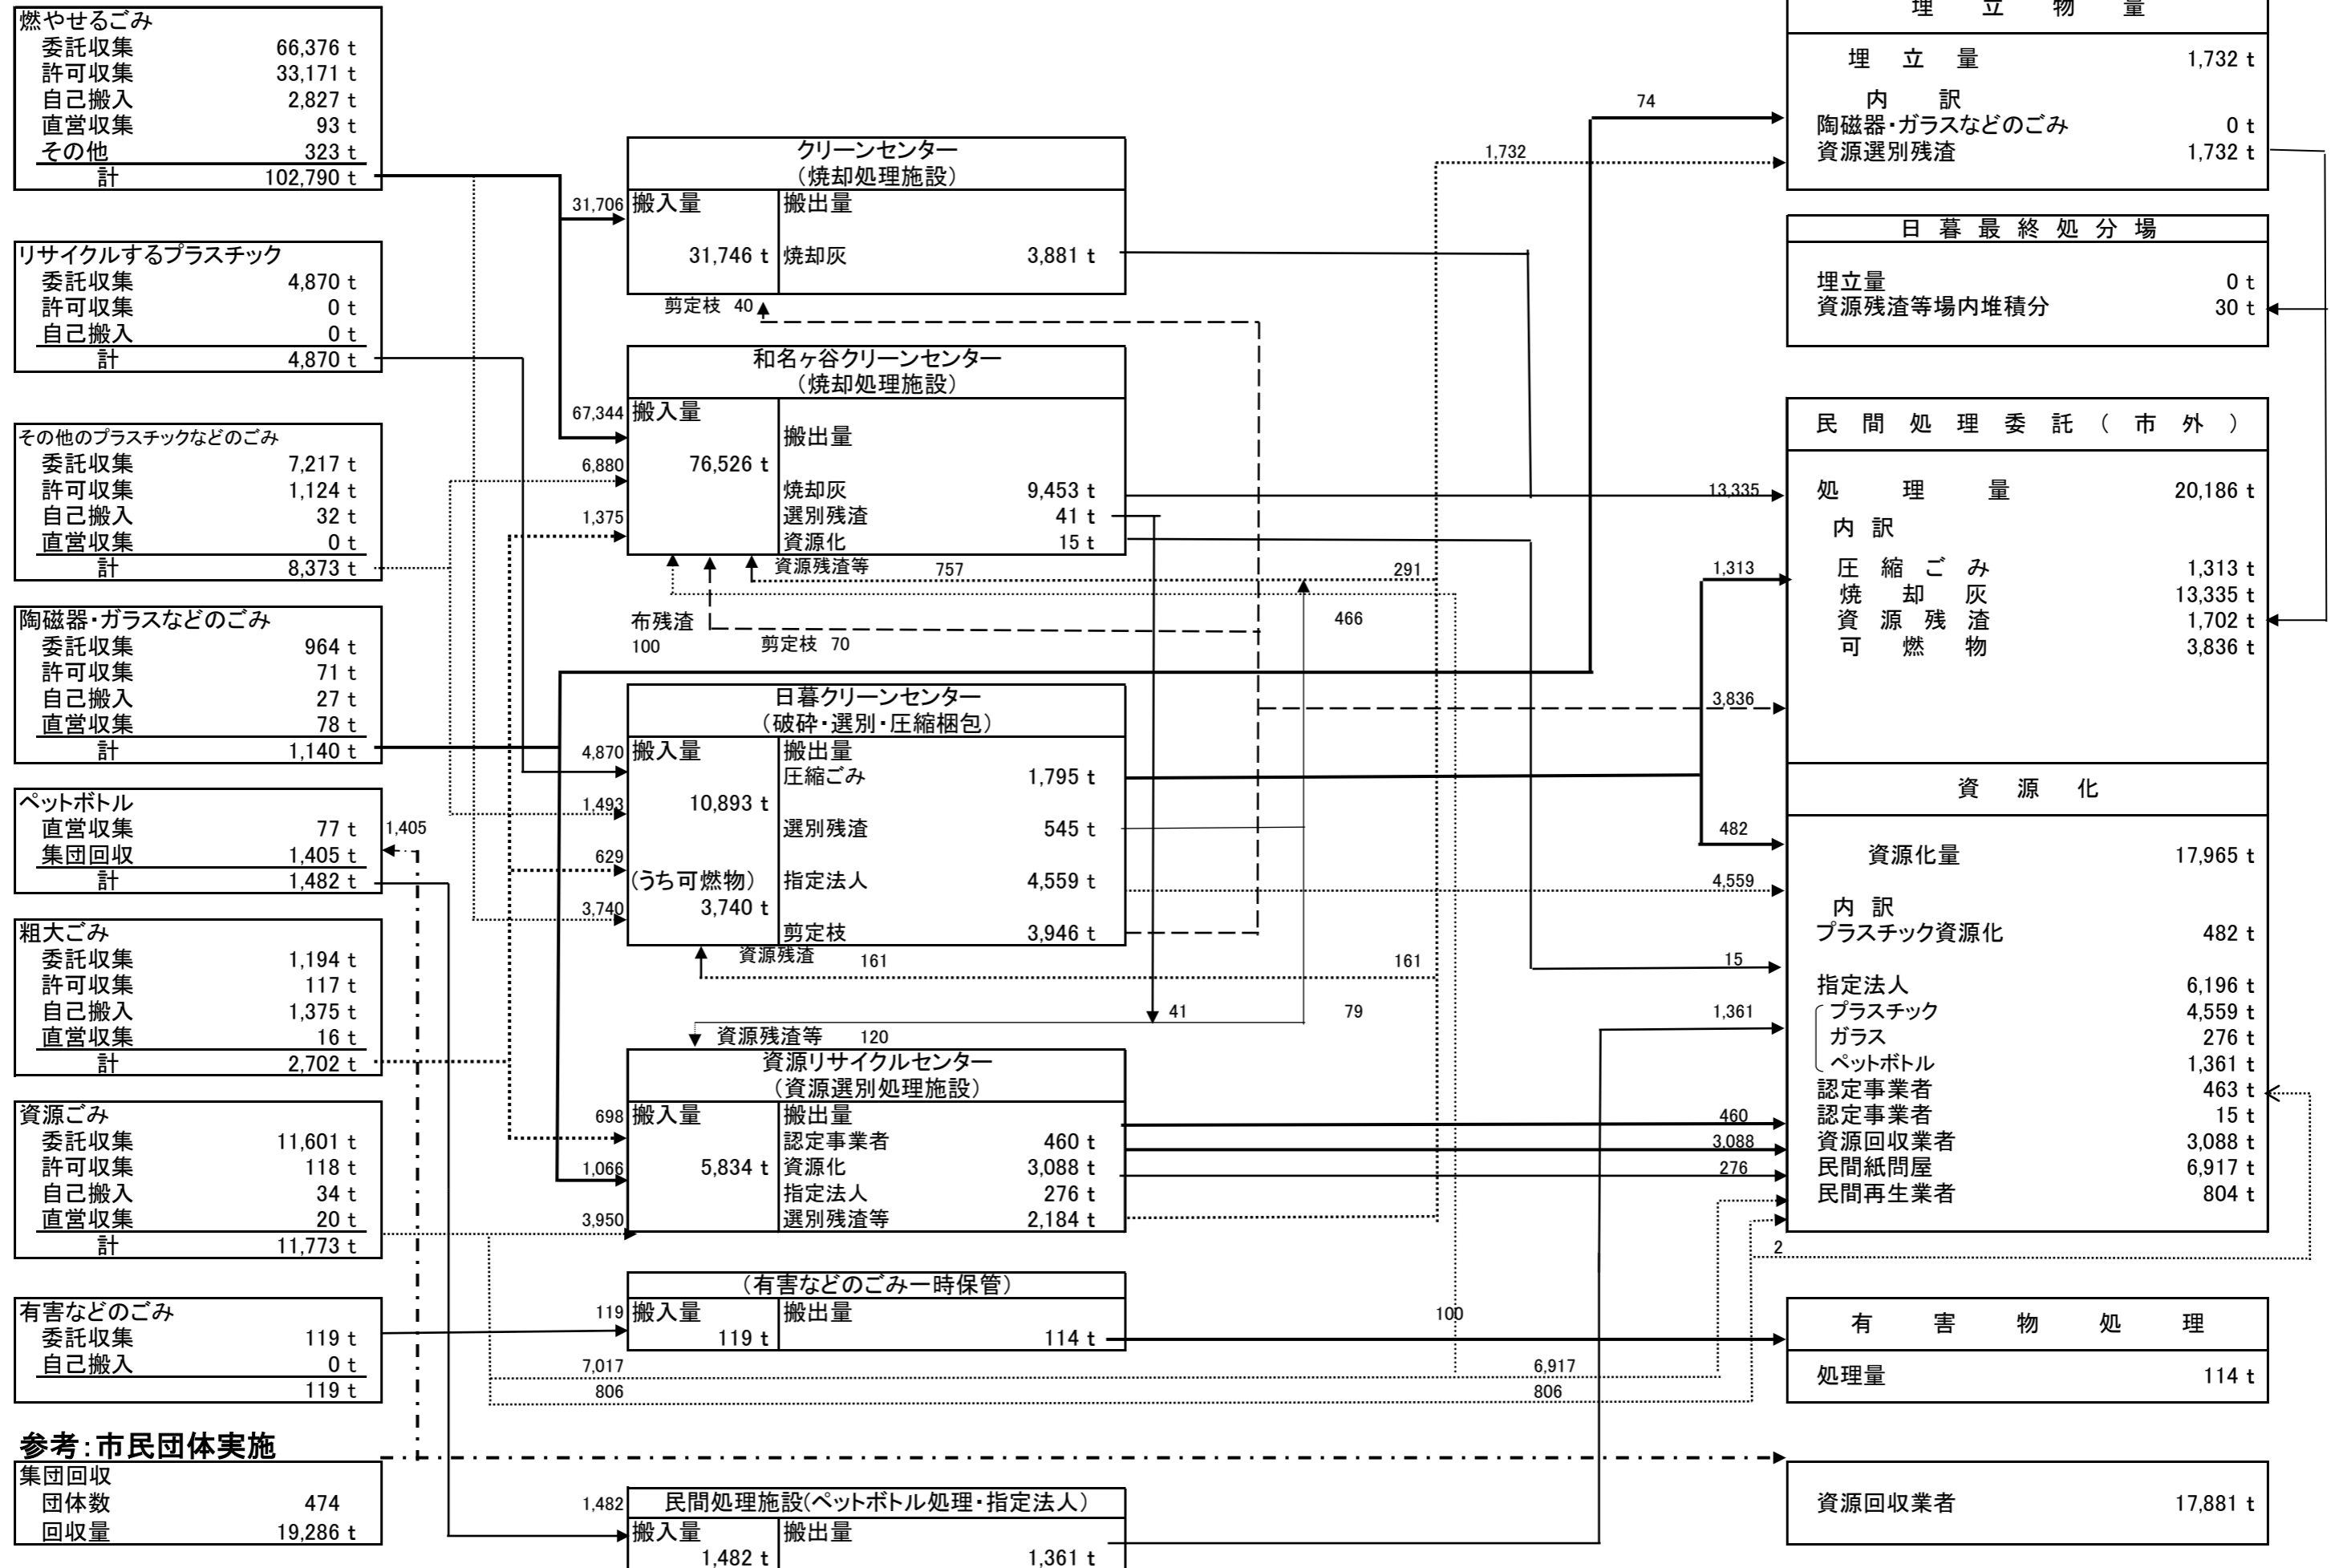 燃やせるごみ
委託収集 66,376 t
許可収集 33,171 t
自己搬入 2,827 t
直営収集 93 t
その他 323 t
計 102,790 t
リサイクルするプラスチック
委託収集 4,870 t
許可収集 0 t
自己搬入 0 t
計 4,870 t
その他のプラスチックなどのごみ
委託収集 7,217 t
許可収集 1,124 t
自己搬入 32 t
直営収集 0 t
計 8,373 t
陶磁器・ガラスなどのごみ
委託収集 964 t
許可収集 71 t
自己搬入 27 t
直営収集 78 t
計 1,140 t
ペットボトル
直営収集 77 t
集団回収 1,405 t
計 1,482 t
1,405
粗大ごみ
委託収集 1,194 t
許可収集 117 t
自己搬入 1,375 t
直営収集 16 t
計 2,702 t
資源ごみ
委託収集 11,601 t
許可収集 118 t
自己搬入 34 t
直営収集 20 t
計 11,773 t
有害などのごみ
委託収集 119 t
自己搬入 0 t
119 t
参考：市民団体実施
集団回収
団体数 474
回収量 19,286 t
クリーンセンター
（焼却処理施設）
31,706
搬入量 搬出量
31,746 t 焼却灰 3,881 t
剪定枝 40
和名ヶ谷クリーンセンター
（焼却処理施設）
67,344
搬入量
搬出量
6,880
76,526 t
焼却灰 9,453 t
1,375
選別残渣 41 t
資源化 15 t
資源残渣等 757 291
466
布残渣
100
剪定枝 70
日暮クリーンセンター
（破砕・選別・圧縮梱包）
4,870
搬入量 搬出量
圧縮ごみ 1,795 t
1,493
10,893 t
選別残渣 545 t
629
（うち可燃物） 指定法人 4,559 t
3,740
3,740 t
剪定枝 3,946 t
資源残渣 161 161
41 79
資源残渣等 120
資源リサイクルセンター
（資源選別処理施設）
698
搬入量 搬出量
認定事業者 460 t
1,066
5,834 t 資源化 3,088 t
指定法人 276 t
3,950
選別残渣等 2,184 t
（有害などのごみ一時保管）
119
搬入量 搬出量
119 t 114 t
100
7,017 6,917
806 806
1,482
民間処理施設(ペットボトル処理・指定法人）
搬入量 搬出量
1,482 t 1,361 t
埋立物量
埋立量 1,732 t
内訳
陶磁器・ガラスなどのごみ 0 t
資源選別残渣 1,732 t
74
1,732
日暮最終処分場
埋立量 0 t
資源残渣等場内堆積分 30 t
民間処理委託（市外）
13,335
処理量 20,186 t
内訳
1,313
圧縮ごみ 1,313 t
焼却灰 13,335 t
資源残渣 1,702 t
可燃物 3,836 t
3,836
資源化
482
資源化量 17,965 t
4,559
内訳
プラスチック資源化 482 t
15
指定法人 6,196 t
1,361
プラスチック 4,559 t
ガラス 276 t
ペットボトル 1,361 t
認定事業者 463 t
460
認定事業者 15 t
3,088
資源回収業者 3,088 t
276
民間紙問屋 6,917 t
民間再生業者 804 t
2
有害物処理
処理量 114 t
資源回収業者 17,881 t